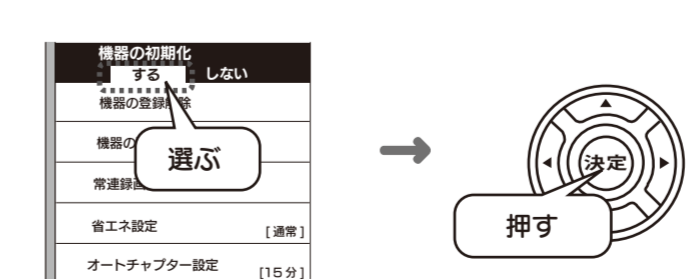 機器の初期化
する しない
機器の登録 除
機器の
選ぶ
常連録画
省エネ設定 [通常]
オートチャプター設定 [15分]
決定
押す